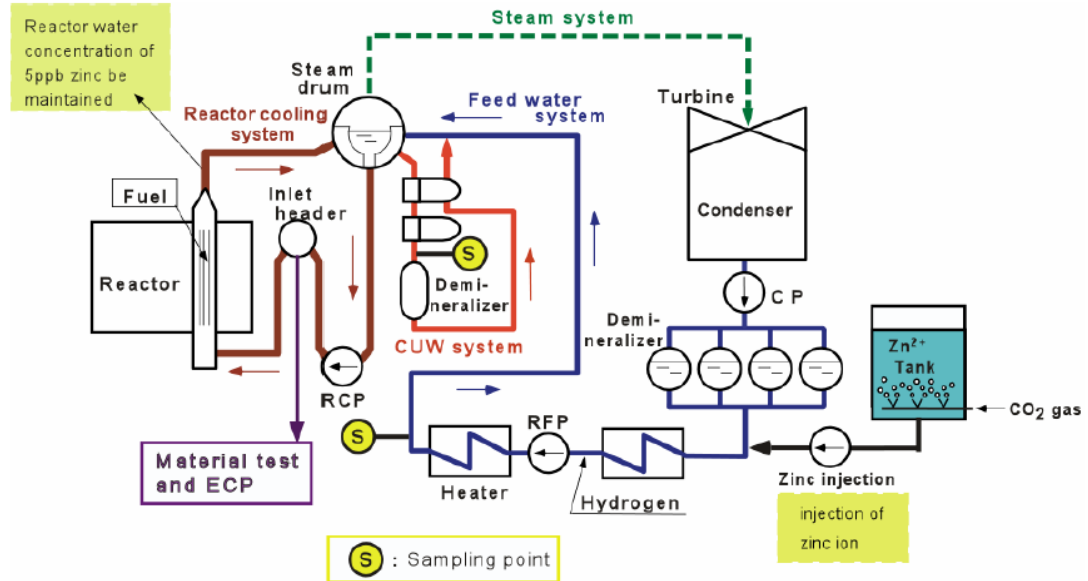 Reactor water
concentration of
5ppb zinc be
maintained
Steam system
Steam
drum
Reactor cooling
system
Feed water
system
Turbine
Fuel
Inlet
header
Condenser
Reactor
S
Demi-
neralizer
CUW system
CP
Demi-
neralizer
Zn²⁺
Tank
CO₂ gas
RCP
S
RFP
Material test
and ECP
Heater
Hydrogen
Zinc injection
injection of
zinc ion
S : Sampling point